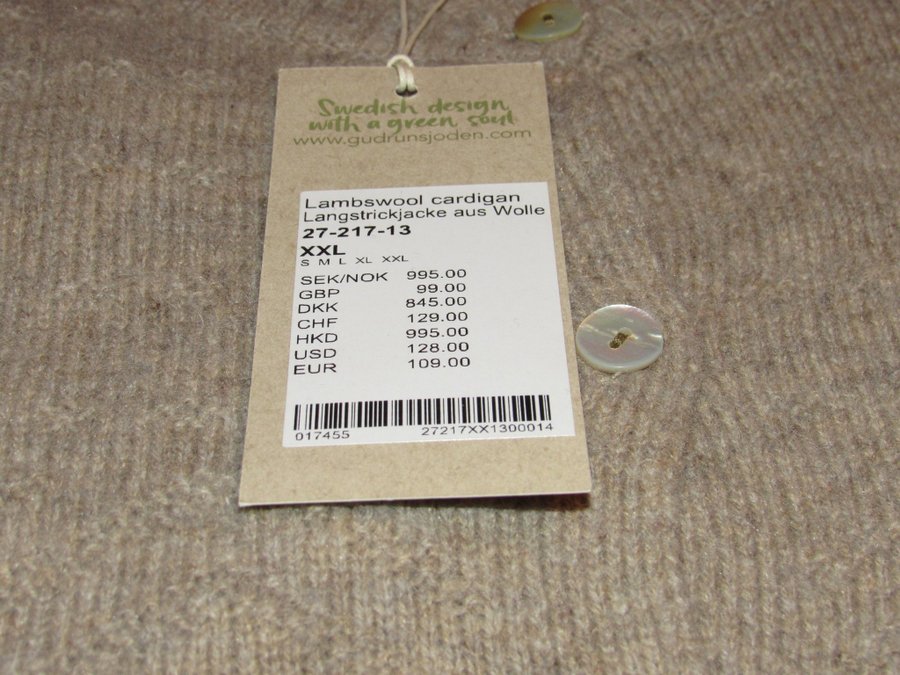 Swedish design
with a green soul
www.gudrunsjoden.com
Lambswool cardigan
Langstrickjacke aus Wolle
27-217-13
XXL
S M L XL XXL
SEK/NOK 995.00
GBP 99.00
DKK 845.00
CHF 129.00
HKD 995.00
USD 128.00
EUR 109.00
017455 27217XX1300014